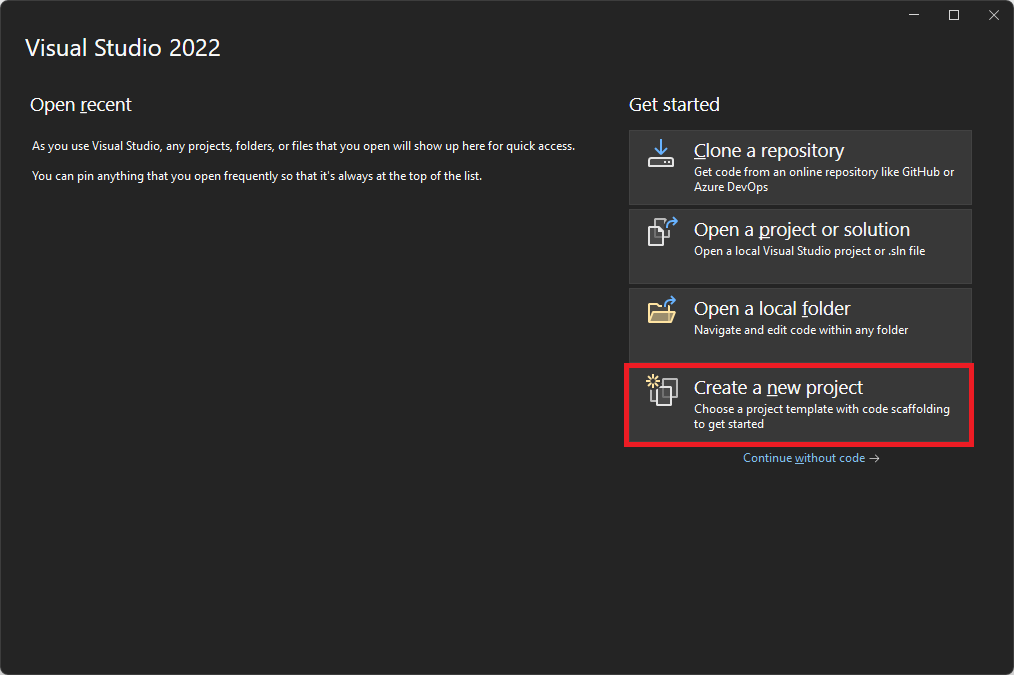 Visual Studio 2022
Open recent
As you use Visual Studio, any projects, folders, or files that you open will show up here for quick access.
You can pin anything that you open frequently so that it's always at the top of the list.
Get started
Clone a repository
Get code from an online repository like GitHub or
Azure DevOps
Open a project or solution
Open a local Visual Studio project or .sln file
Open a local folder
Navigate and edit code within any folder
Create a new project
Choose a project template with code scaffolding
to get started
Continue without code →